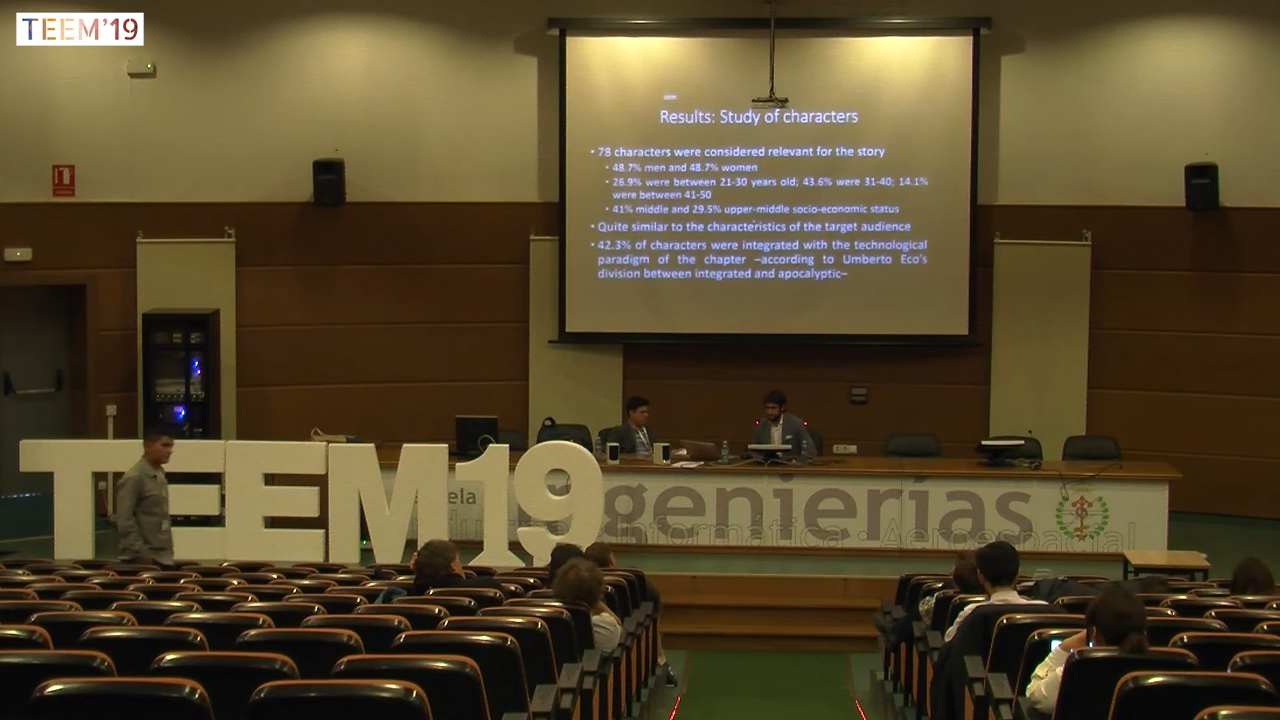 TEEM'19
Results: Study of characters
• 78 characters were considered relevant for the story
• 48.7% men and 48.7% women
• 26.9% were between 21-30 years old; 43.6% were 31-40; 14.1%
were between 41-50
• 41% middle and 29.5% upper-middle socio-economic status
• Quite similar to the characteristics of the target audience
• 42.3% of characters were integrated with the technological
paradigm of the chapter –according to Umberto Eco's
division between integrated and apocalyptic–
TEEM19
ela
genierías
Informática - Aeroespacial